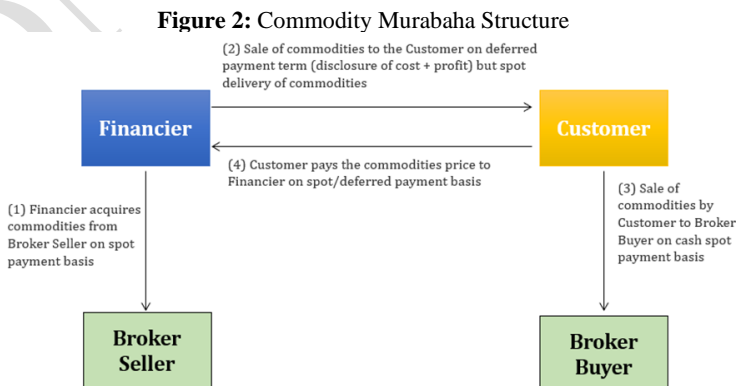 Figure 2: Commodity Murabaha Structure
(2) Sale of commodities to the Customer on deferred
payment term (disclosure of cost + profit) but spot
delivery of commodities
Financier
Customer
(4) Customer pays the commodities price to
Financier on spot/deferred payment basis
(1) Financier acquires
commodities from
Broker Seller on spot
payment basis
(3) Sale of
commodities by
Customer to Broker
Buyer on cash spot
payment basis
Broker
Seller
Broker
Buyer